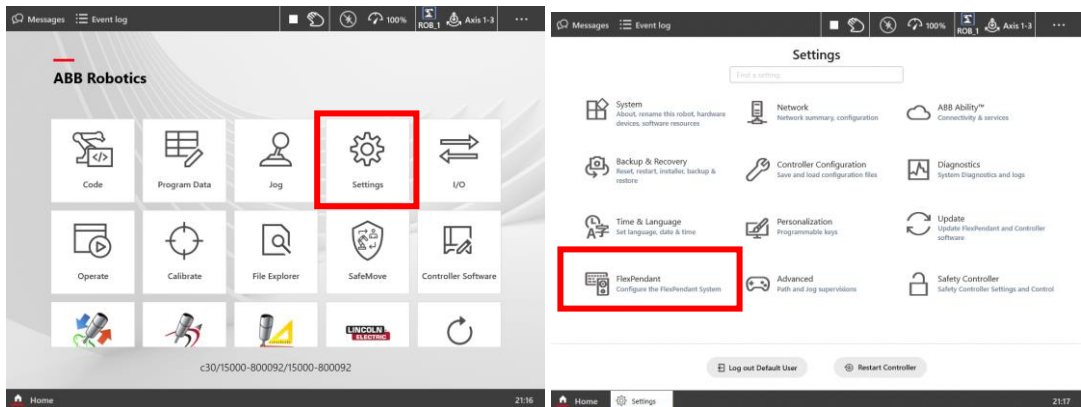 Messages Event log 100% ROB_1 Axis 1-3 ...
ABB Robotics
Code Program Data Jog Settings I/O
Operate Calibrate File Explorer SafeMove Controller Software
LINCOLN
ELECTRIC
c30/15000-800092/15000-800092
Home 21:16
Messages Event log 100% ROB_1 Axis 1-3 ...
Settings
Find a setting
System
About, rename this robot, hardware
devices, software resources
Network
Network summary, configuration
ABB Ability™
Connectivity & services
Backup & Recovery
Reset, restart, installer, backup &
restore
Controller Configuration
Save and load configuration files
Diagnostics
System Diagnostics and logs
Time & Language
Set language, date & time
Personalization
Programmable keys
Update
Update FlexPendant and Controller
software
FlexPendant
Configure the FlexPendant System
Advanced
Path and Jog supervisions
Safety Controller
Safety Controller Settings and Control
Log out Default User Restart Controller
Home Settings 21:17